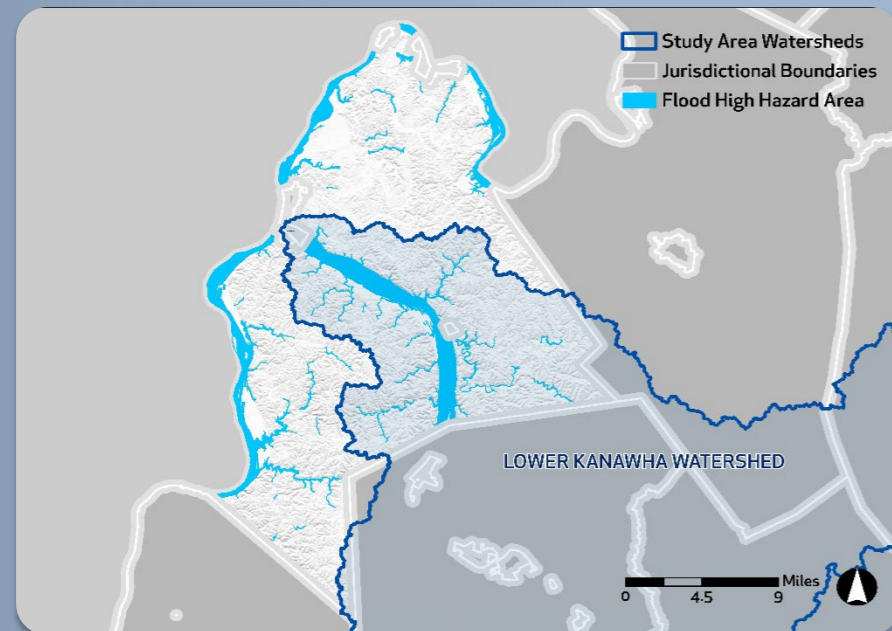 Study Area Watersheds
Jurisdictional Boundaries
Flood High Hazard Area
LOWER KANAWHA WATERSHED
Miles
0 4.5 9